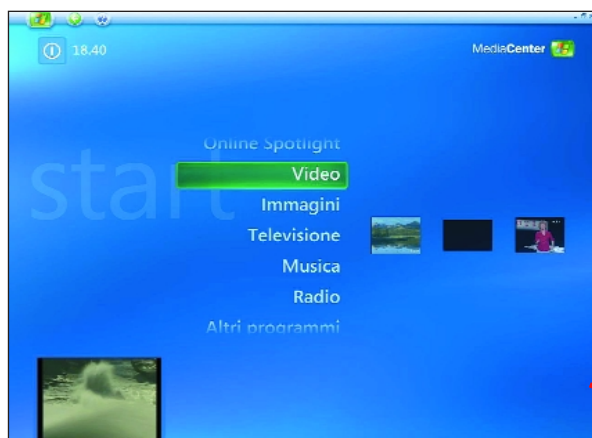 18.40
MediaCenter
start
Online Spotlight
Video
Immagini
Televisione
Musica
Radio
Altri programmi